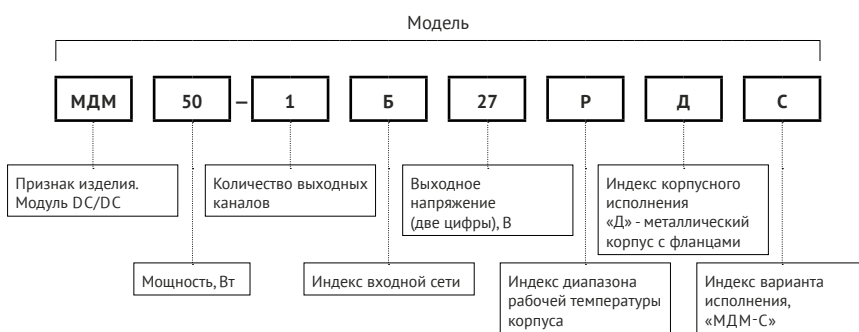 Модель
МДМ 50 – 1 Б 27 Р Д С
Признак изделия.
Модуль DC/DC
Количество выходных
каналов
Выходное
напряжение
(две цифры), В
Индекс корпусного
исполнения
«Д» - металлический
корпус с фланцами
Мощность, Вт
Индекс входной сети
Индекс диапазона
рабочей температуры
корпуса
Индекс варианта
исполнения,
«МДМ-С»